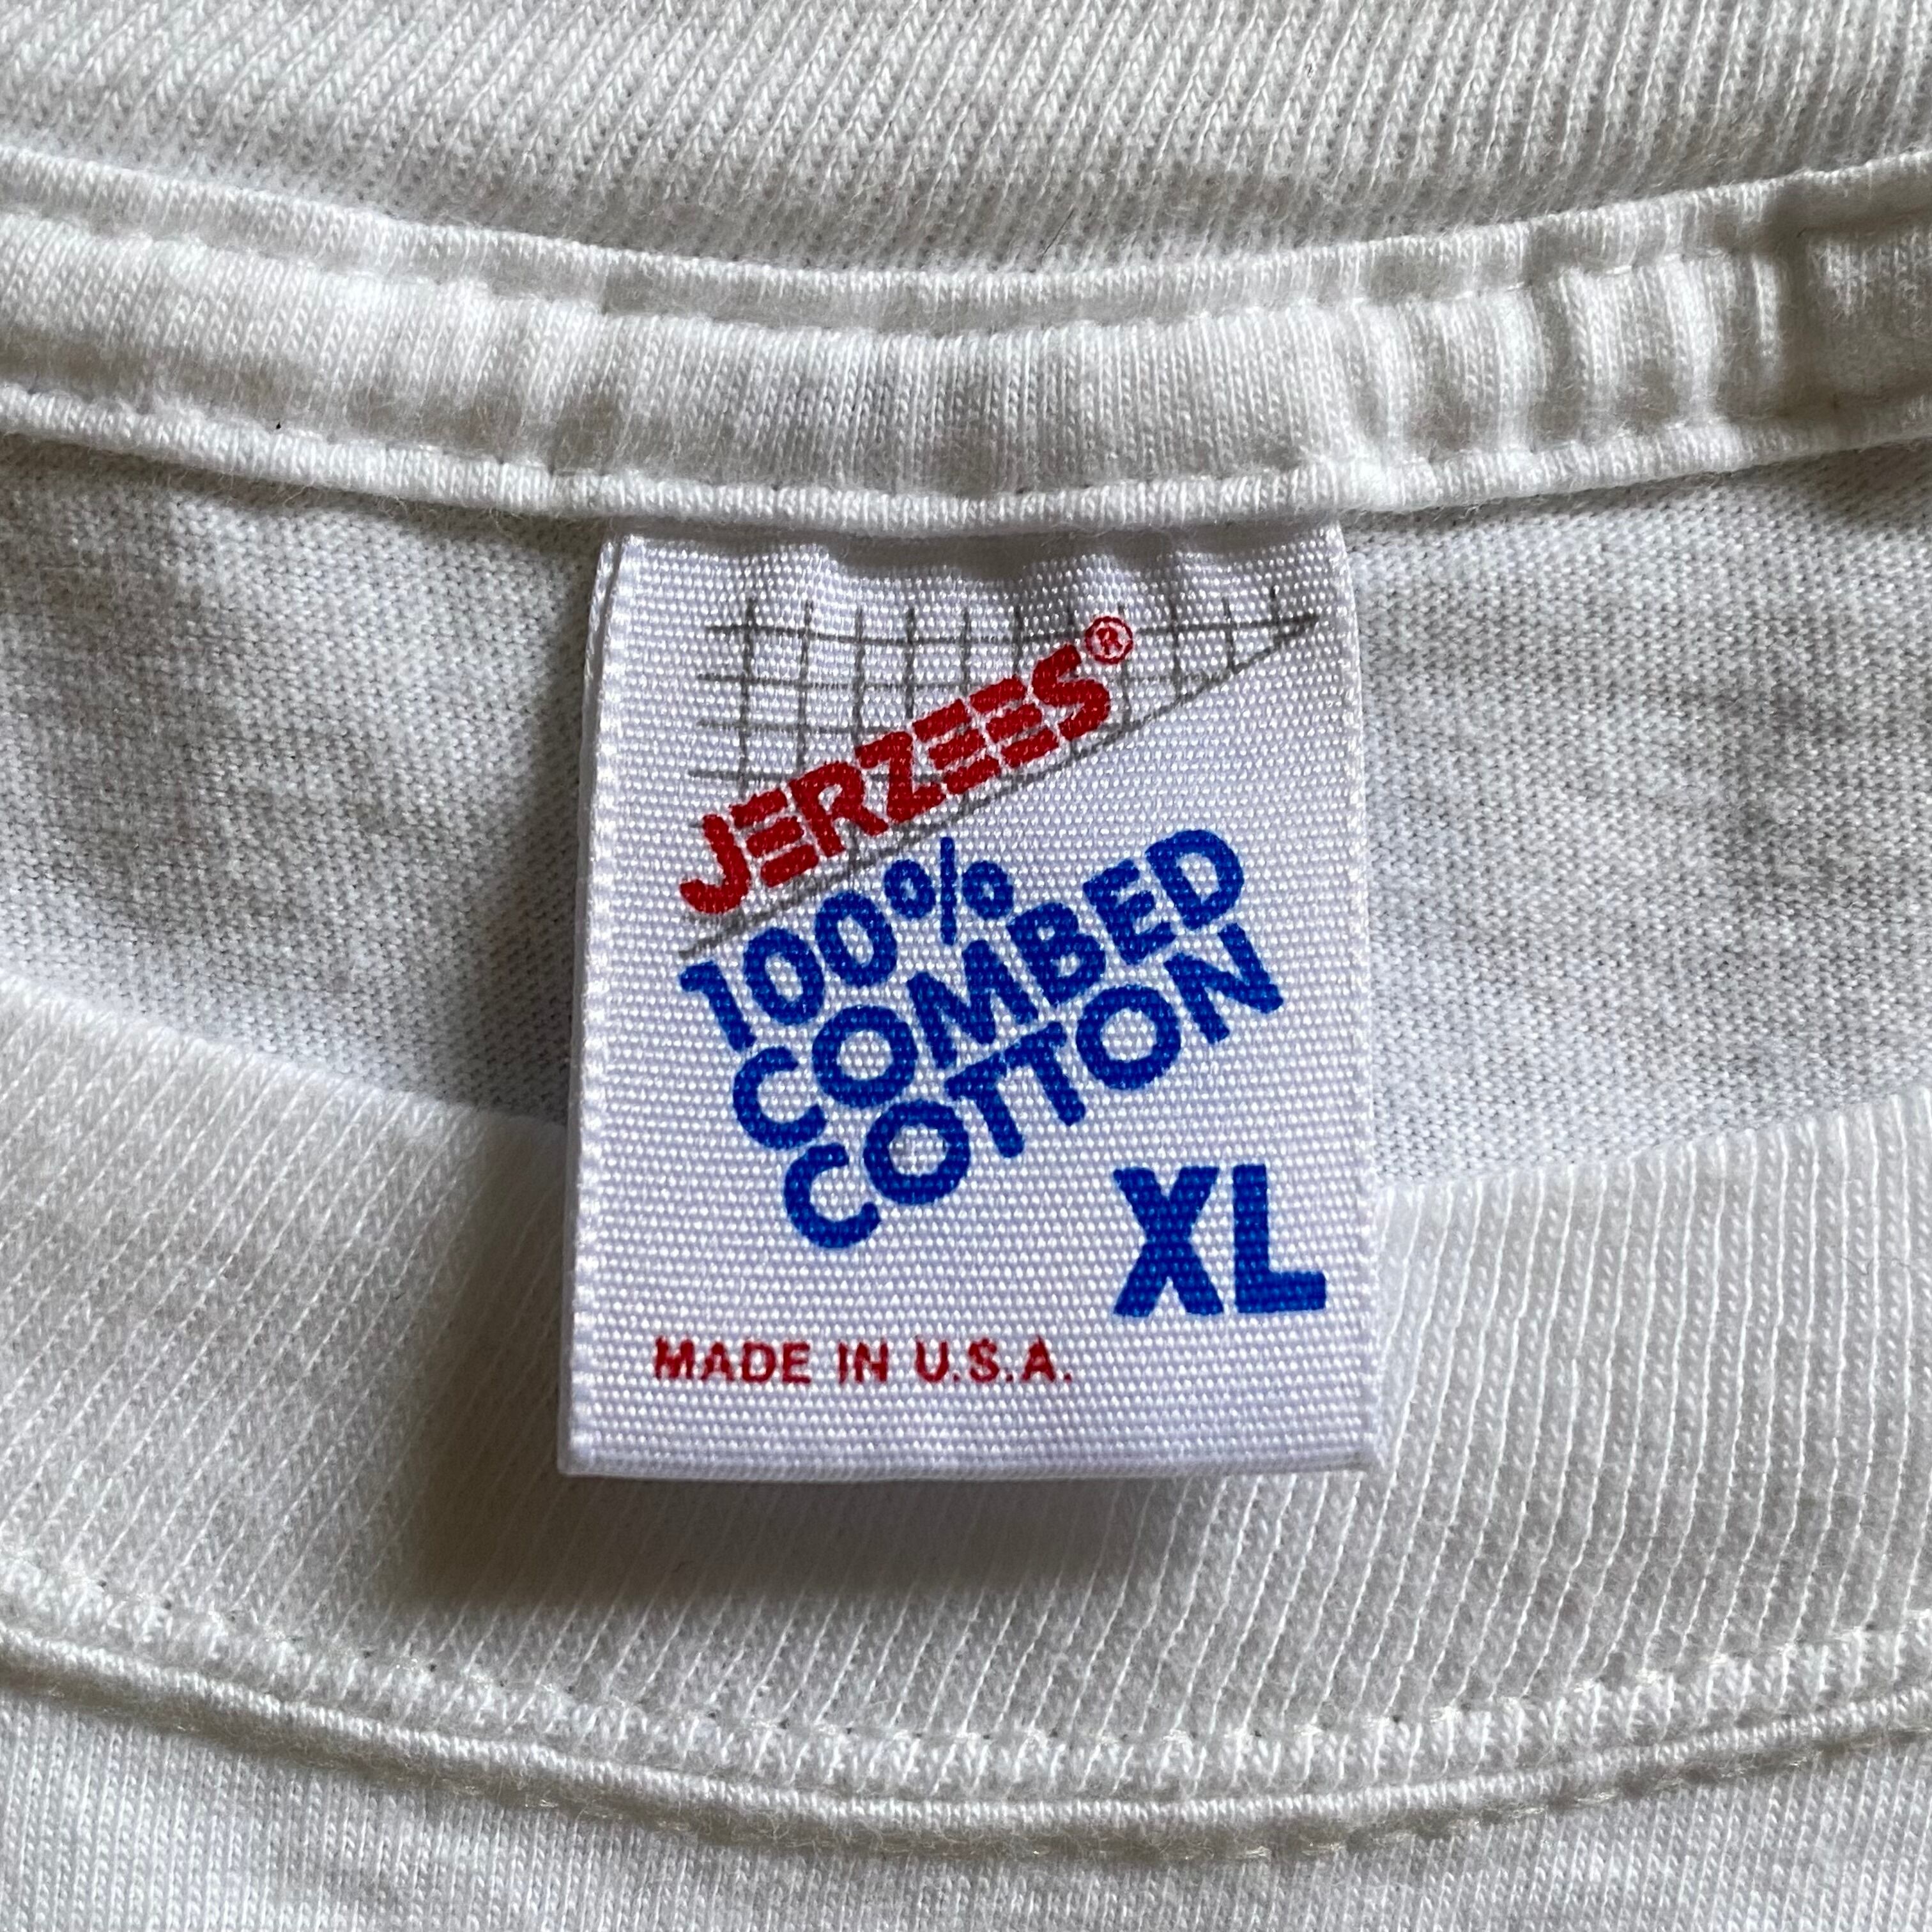 JERZEES®
100%
COMBED
COTTON
XL
MADE IN U.S.A.